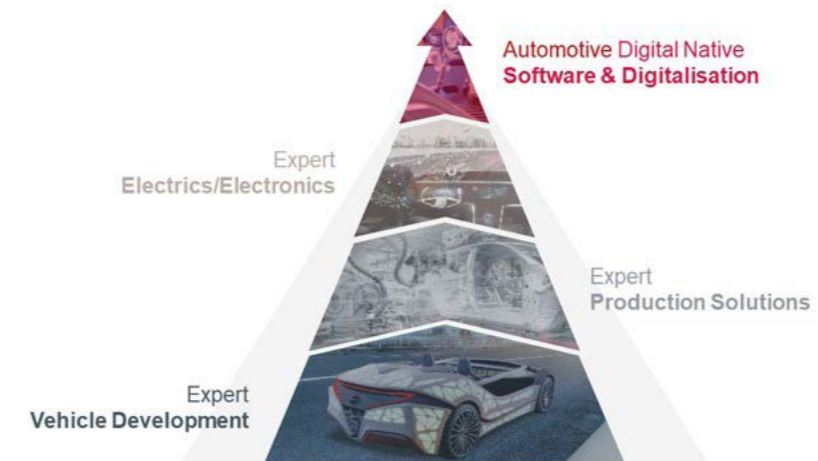 Automotive Digital Native
Software & Digitalisation
Expert
Electrics/Electronics
Expert
Production Solutions
Expert
Vehicle Development